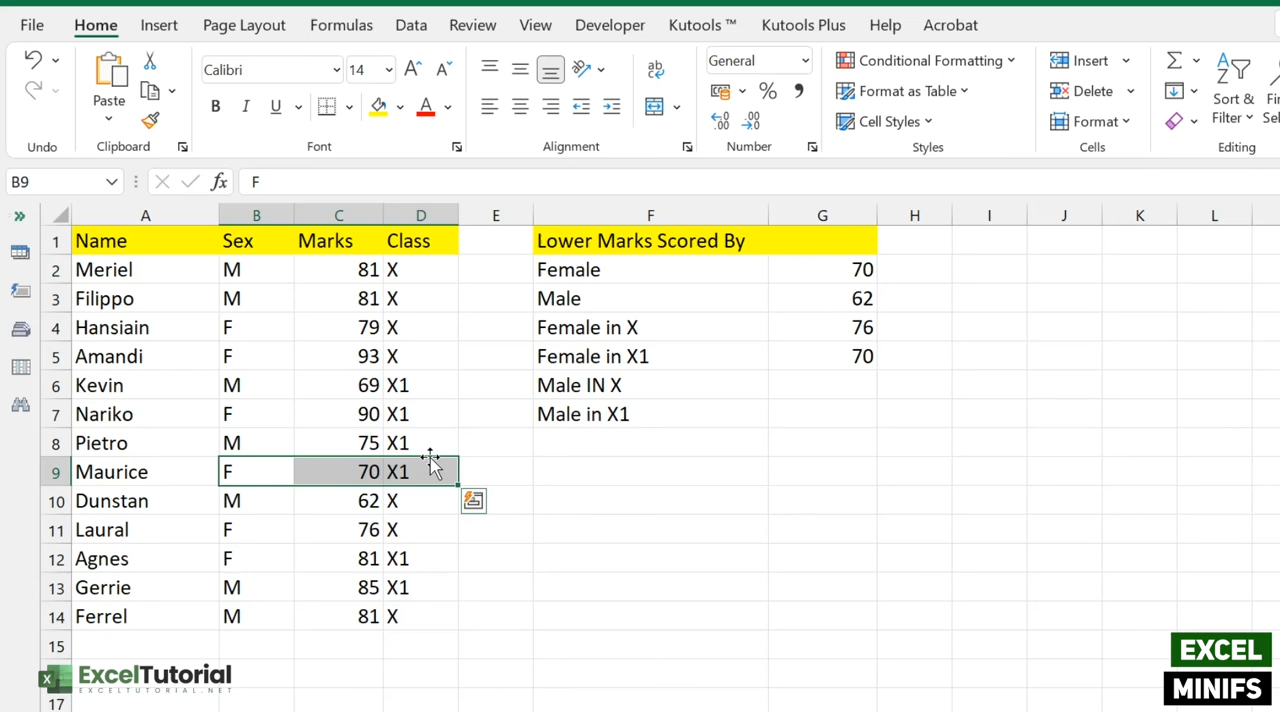 File Home Insert Page Layout Formulas Data Review View Developer Kutools ™ Kutools Plus Help Acrobat
Calibri 14 General Conditional Formatting Insert
Paste B I U A ab % 9 Format as Table Delete Sort & Filter
Cell Styles Format
Undo Clipboard Font Alignment Number Styles Cells Editing
B9 fx F
A B C D E F G H I J K L
1 Name Sex Marks Class Lower Marks Scored By
2 Meriel M 81 X Female 70
3 Filippo M 81 X Male 62
4 Hansiain F 79 X Female in X 76
5 Amandi F 93 X Female in X1 70
6 Kevin M 69 X1 Male IN X
7 Nariko F 90 X1 Male in X1
8 Pietro M 75 X1
9 Maurice F 70 X1
10 Dunstan M 62 X
11 Laural F 76 X
12 Agnes F 81 X1
13 Gerrie M 85 X1
14 Ferrel M 81 X
15
17
ExcelTutorial
EXCELTUTORIAL.NET
EXCEL
MINIFS